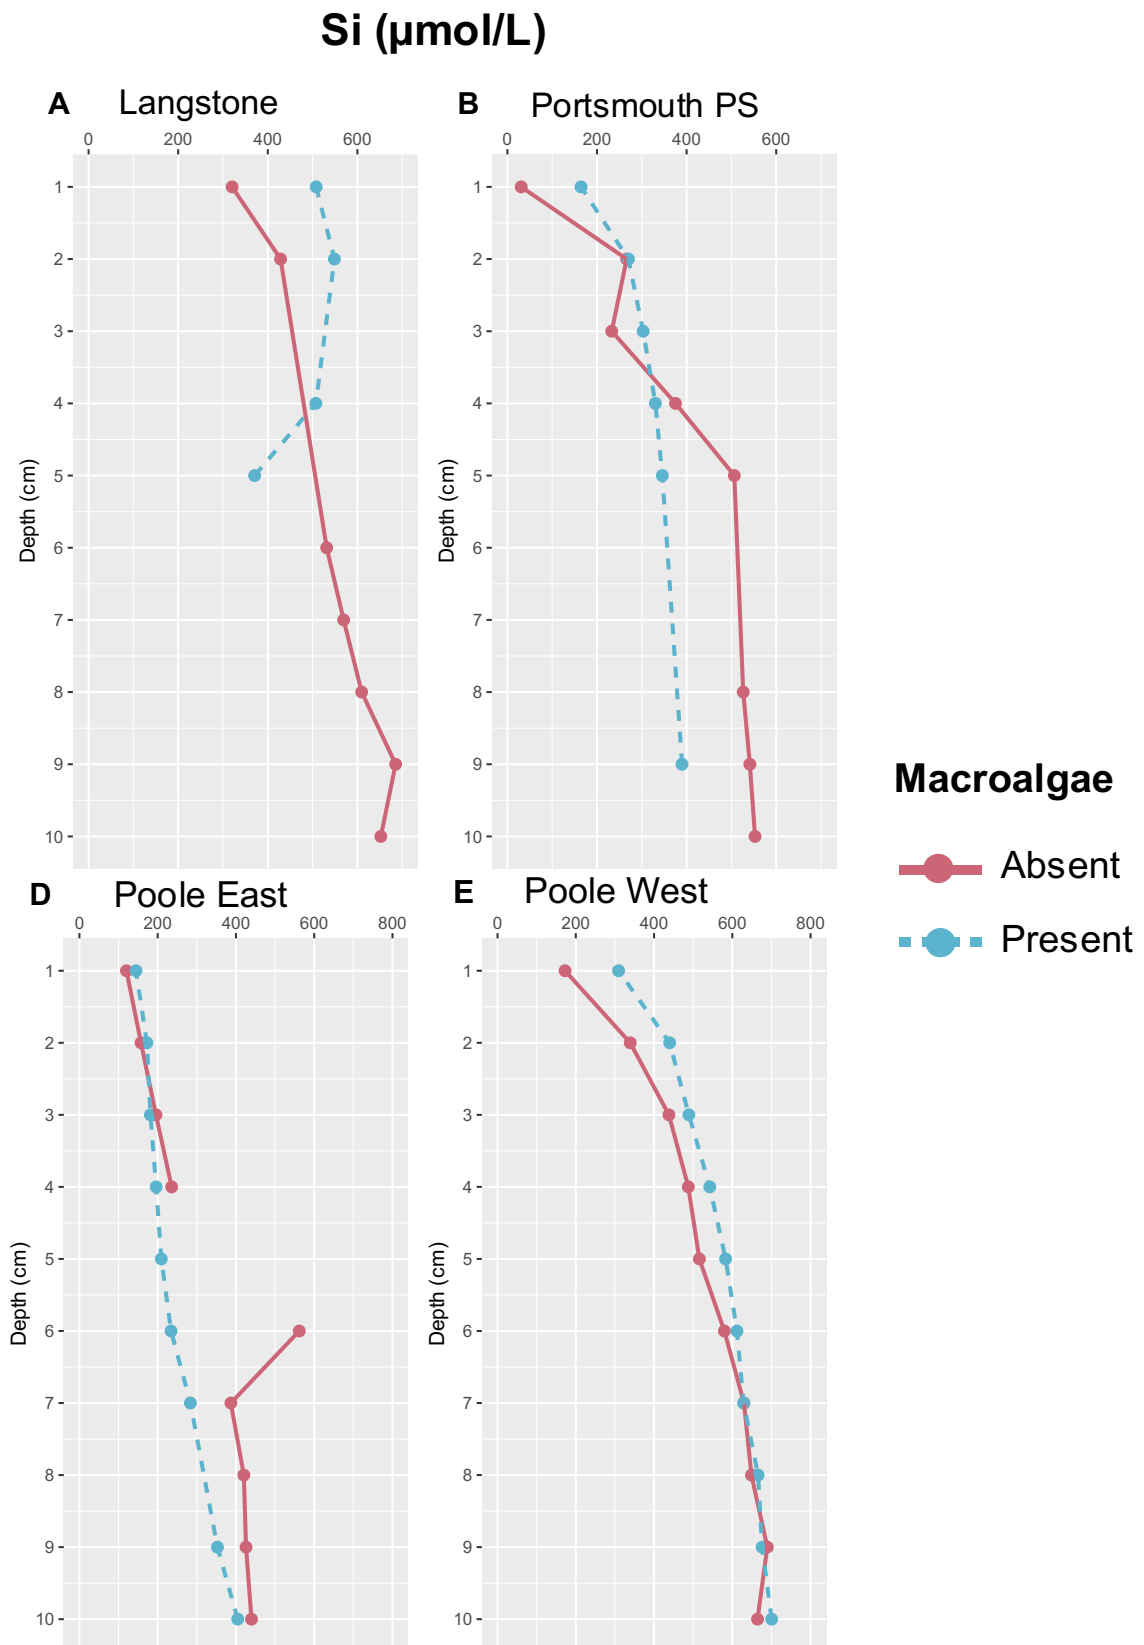 Si (µmol/L)
A Langstone
0 200 400 600
1
2
3
4
5
6
7
8
9
10
Depth (cm)
B Portsmouth PS
0 200 400 600
1
2
3
4
5
6
7
8
9
10
Depth (cm)
D Poole East
0 200 400 600 800
1
2
3
4
5
6
7
8
9
10
Depth (cm)
E Poole West
0 200 400 600 800
1
2
3
4
5
6
7
8
9
10
Depth (cm)
Macroalgae
Absent
Present